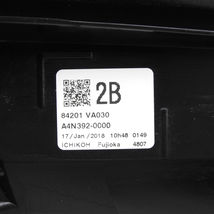 2B
84201 VA030
A4N392-0000
17/Jan/2018 10h48 0149
ICHIKOH Fujioka 4807